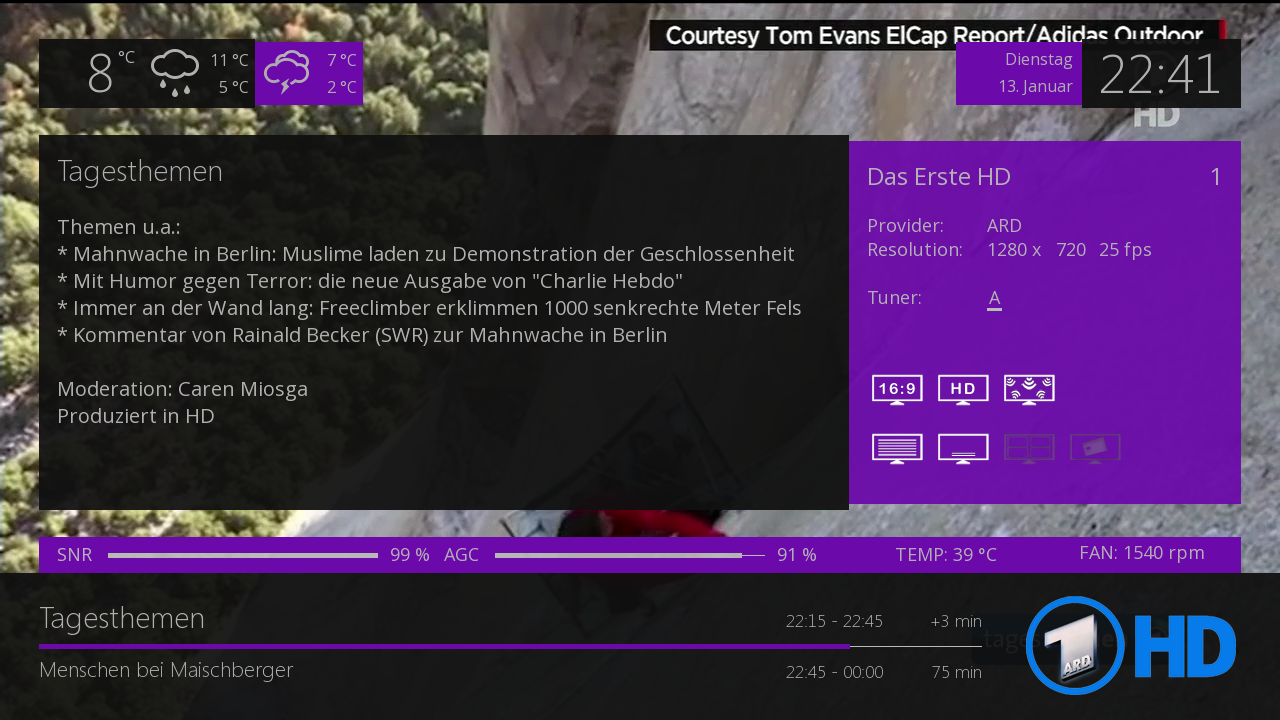 Courtesy Tom Evans ElCap Report/Adidas Outdoor
8 °C
11 °C
5 °C
7 °C
2 °C
Dienstag
13. Januar
22:41
HD
Tagesthemen
Themen u.a.:
* Mahnwache in Berlin: Muslime laden zu Demonstration der Geschlossenheit
* Mit Humor gegen Terror: die neue Ausgabe von "Charlie Hebdo"
* Immer an der Wand lang: Freeclimber erklimmen 1000 senkrechte Meter Fels
* Kommentar von Rainald Becker (SWR) zur Mahnwache in Berlin
Moderation: Caren Miosga
Produziert in HD
Das Erste HD 1
Provider: ARD
Resolution: 1280 x 720 25 fps
Tuner: A
16:9 HD
SNR 99 % AGC 91 % TEMP: 39 °C FAN: 1540 rpm
Tagesthemen 22:15 - 22:45 +3 min
Menschen bei Maischberger 22:45 - 00:00 75 min
1 ARD HD